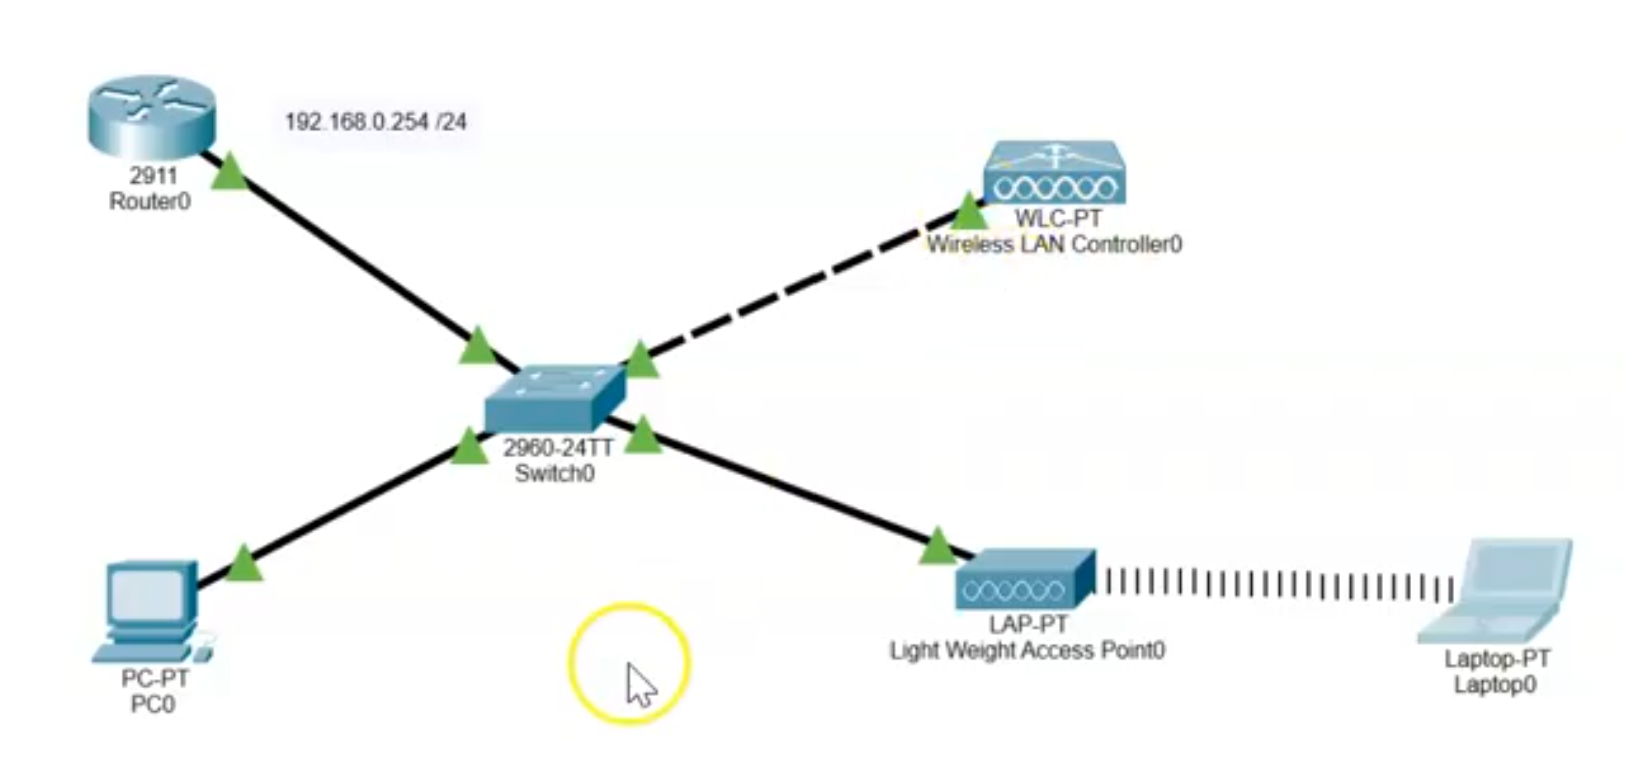 192.168.0.254 /24
2911
Router0
WLC-PT
Wireless LAN Controller0
2960-24TT
Switch0
LAP-PT
Light Weight Access Point0
Laptop-PT
Laptop0
PC-PT
PC0